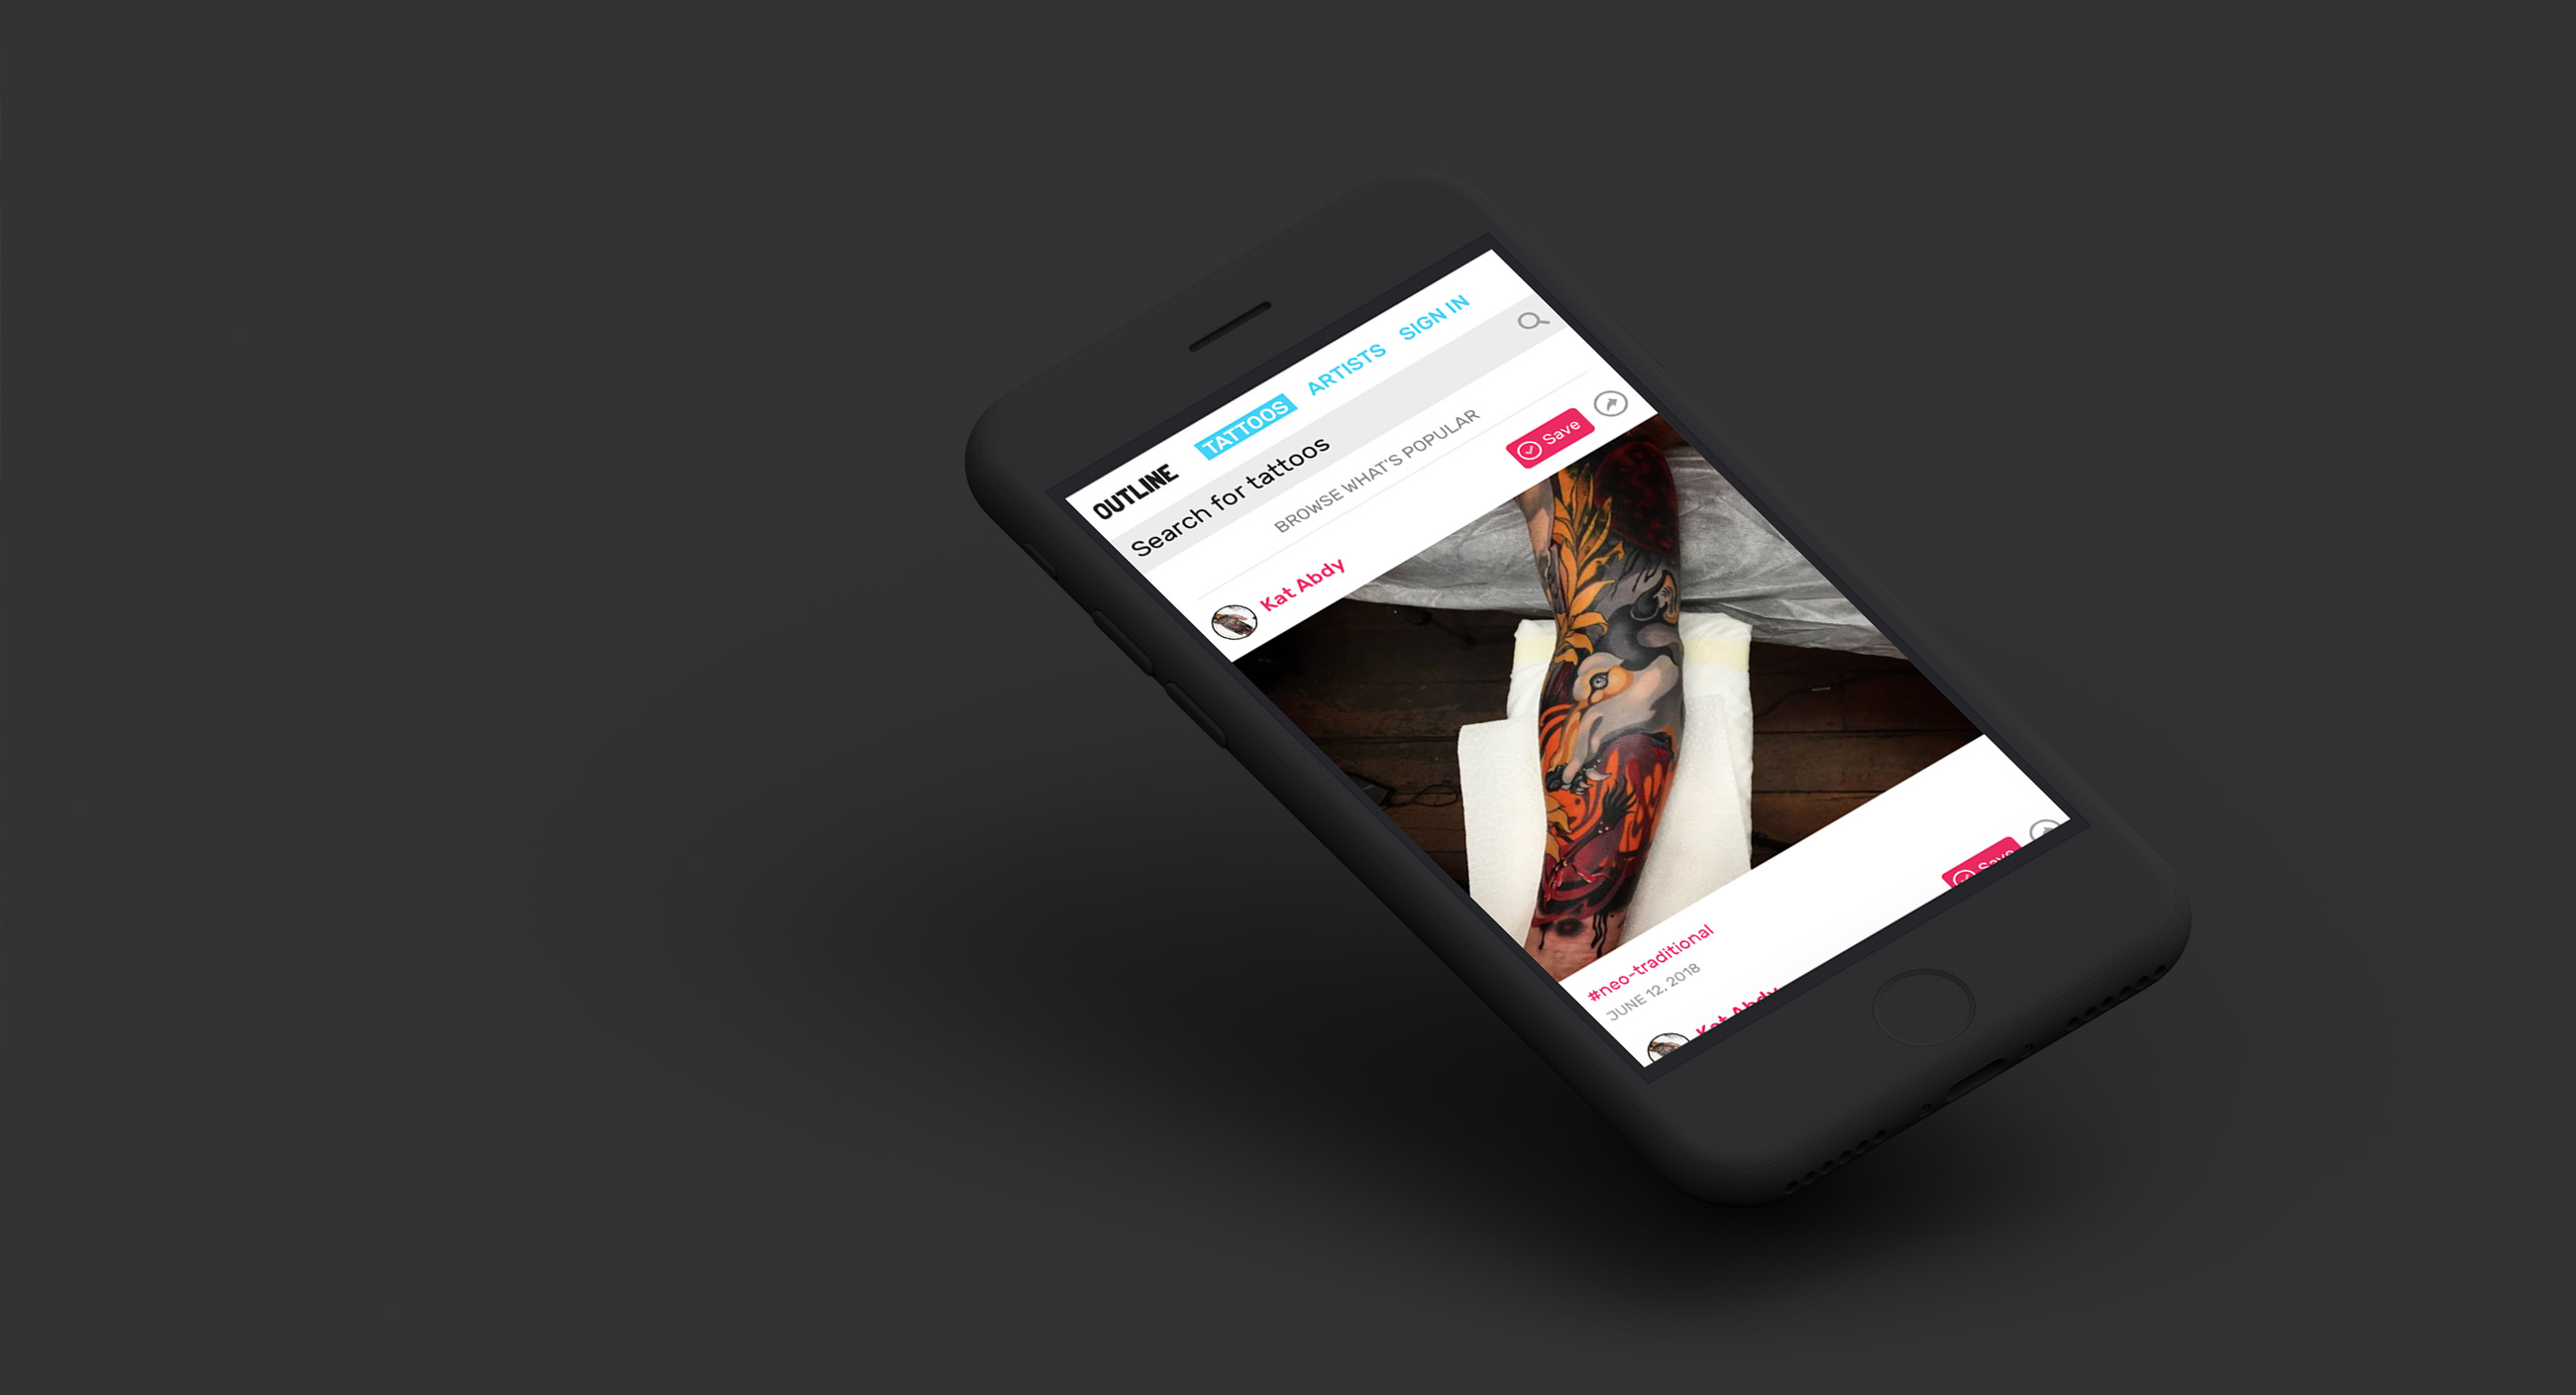 OUTLINE TATTOOS ARTISTS SIGN IN
Search for tattoos
BROWSE WHAT'S POPULAR
Kat Abdy Save
#neo-traditional
JUNE 12, 2018
Kat Abdy Save